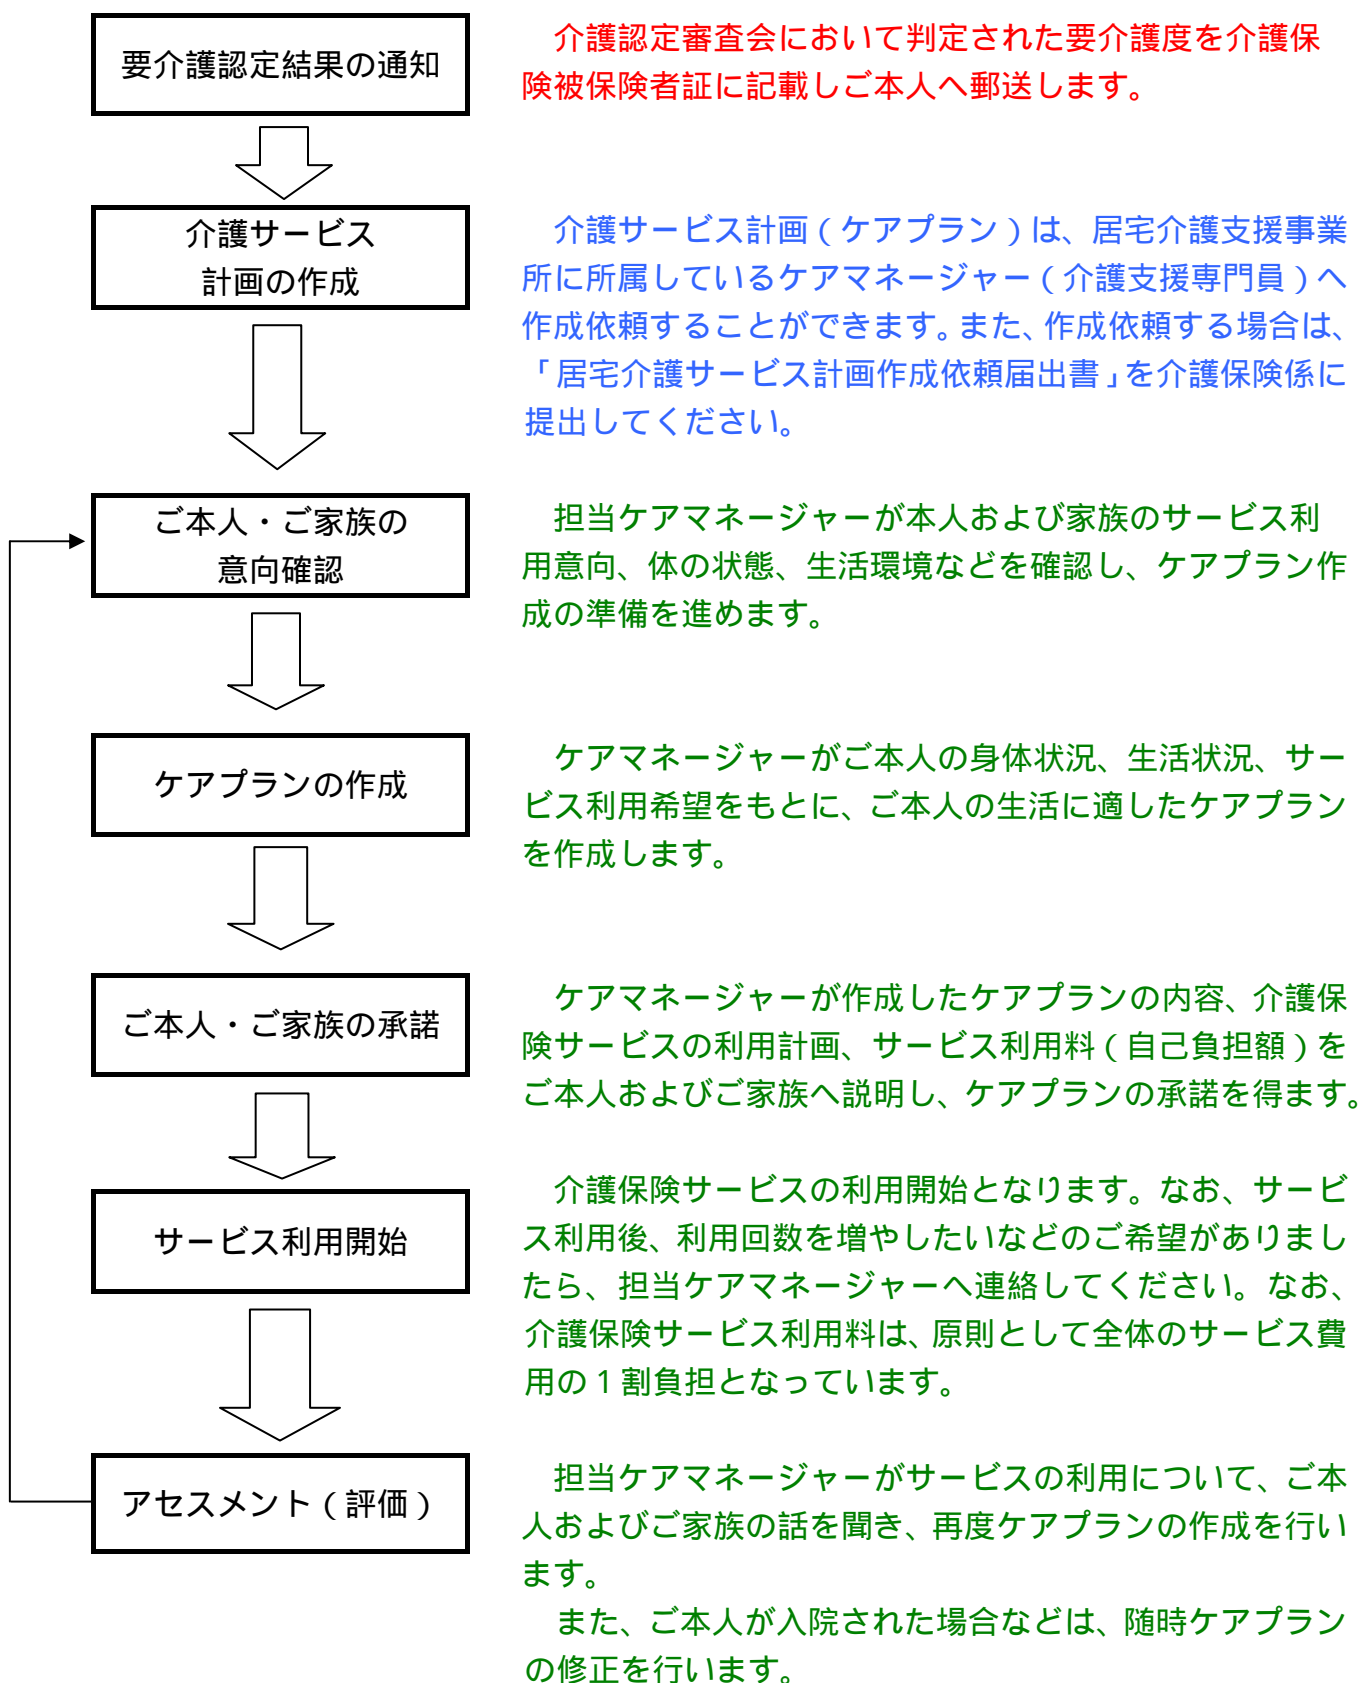 要介護認定結果の通知
介護認定審査会において判定された要介護度を介護保
険被保険者証に記載しご本人へ郵送します。
介護サービス
計画の作成
介護サービス計画(ケアプラン)は、居宅介護支援事業
所に所属しているケアマネージャー(介護支援専門員)へ
作成依頼することができます。また、作成依頼する場合は、
「居宅介護サービス計画作成依頼届出書」を介護保険係に
提出してください。
ご本人・ご家族の
意向確認
担当ケアマネージャーが本人および家族のサービス利
用意向、体の状態、生活環境などを確認し、ケアプラン作
成の準備を進めます。
ケアプランの作成
ケアマネージャーがご本人の身体状況、生活状況、サー
ビス利用希望をもとに、ご本人の生活に適したケアプラン
を作成します。
ご本人・ご家族の承諾
ケアマネージャーが作成したケアプランの内容、介護保
険サービスの利用計画、サービス利用料(自己負担額)を
ご本人およびご家族へ説明し、ケアプランの承諾を得ます。
サービス利用開始
介護保険サービスの利用開始となります。なお、サービ
ス利用後、利用回数を増やしたいなどのご希望がありまし
たら、担当ケアマネージャーへ連絡してください。なお、
介護保険サービス利用料は、原則として全体のサービス費
用の1割負担となっています。
アセスメント(評価)
担当ケアマネージャーがサービスの利用について、ご本
人およびご家族の話を聞き、再度ケアプランの作成を行い
ます。
また、ご本人が入院された場合などは、随時ケアプラン
の修正を行います。